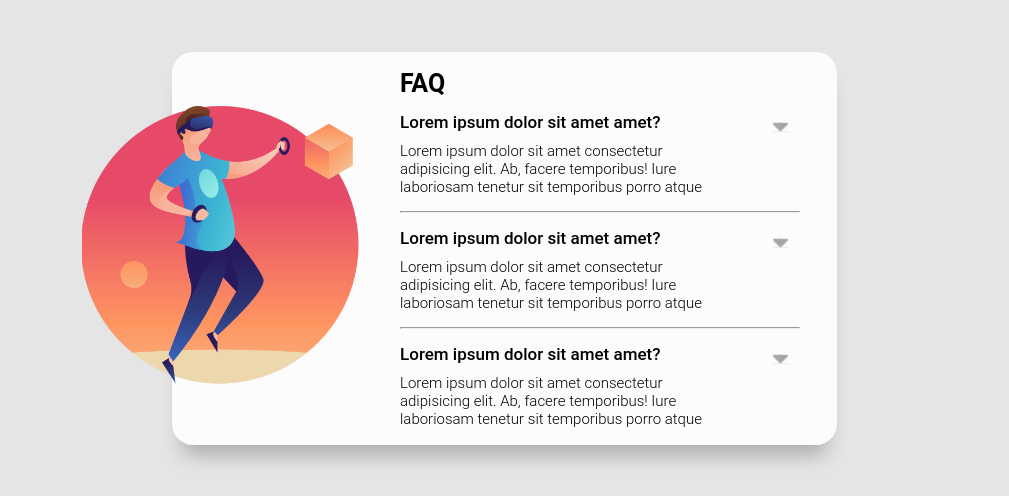 FAQ
Lorem ipsum dolor sit amet amet?
Lorem ipsum dolor sit amet consectetur
adipisicing elit. Ab, facere temporibus! Iure
laboriosam tenetur sit temporibus porro atque
Lorem ipsum dolor sit amet amet?
Lorem ipsum dolor sit amet consectetur
adipisicing elit. Ab, facere temporibus! Iure
laboriosam tenetur sit temporibus porro atque
Lorem ipsum dolor sit amet amet?
Lorem ipsum dolor sit amet consectetur
adipisicing elit. Ab, facere temporibus! Iure
laboriosam tenetur sit temporibus porro atque